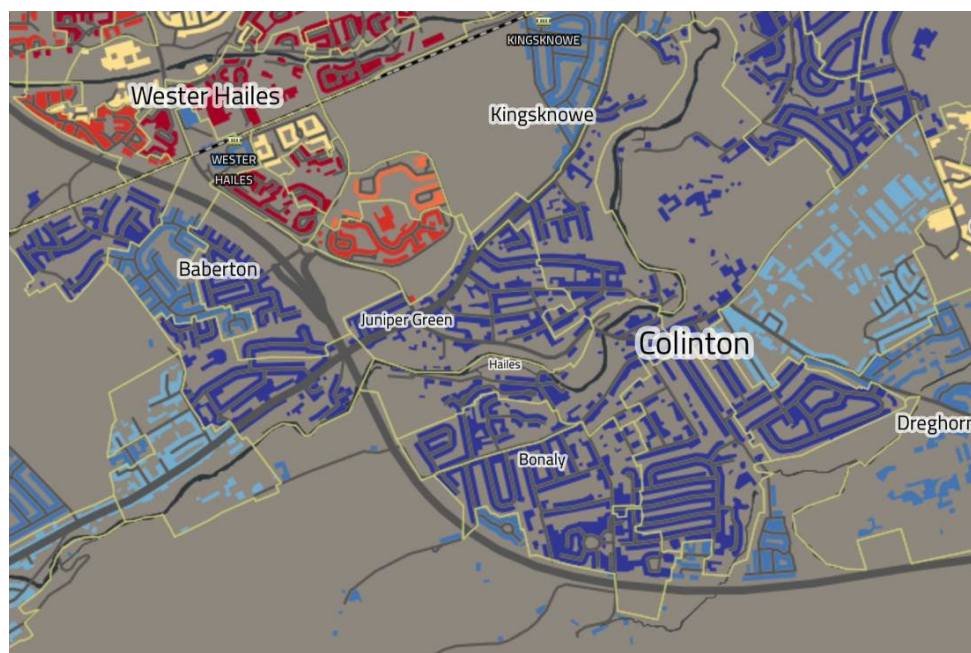 KINGSKNOWE
Wester Hailes
Kingsknowe
WESTER
HAILES
Baberton
Juniper Green
Colinton
Hailes
Dreghorn
Bonaly